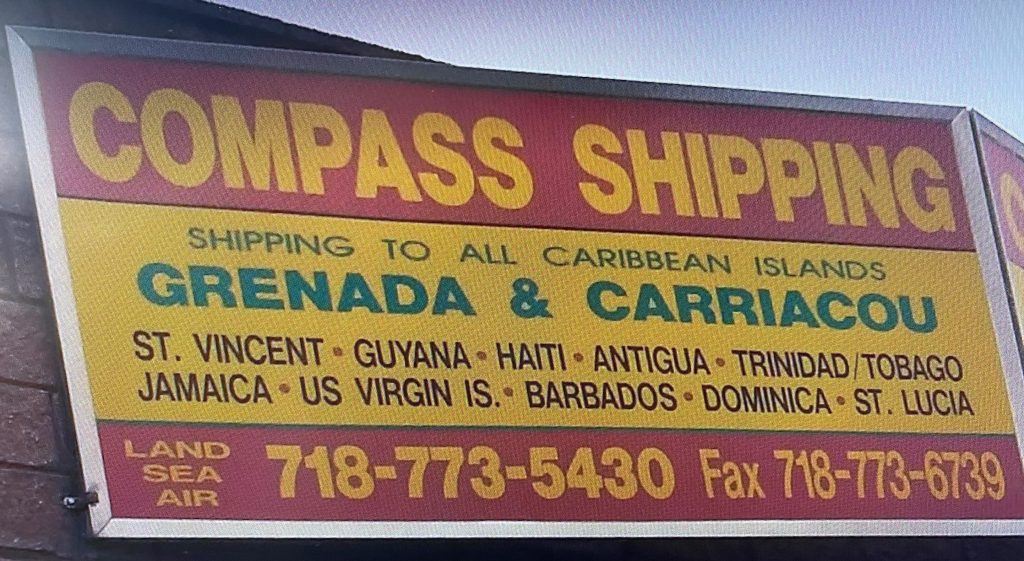 COMPASS SHIPPING
SHIPPING TO ALL CARIBBEAN ISLANDS
GRENADA & CARRIACOU
ST. VINCENT • GUYANA • HAITI • ANTIGUA • TRINIDAD/TOBAGO
JAMAICA • US VIRGIN IS. • BARBADOS • DOMINICA • ST. LUCIA
LAND
SEA
AIR
718-773-5430 Fax 718-773-6739